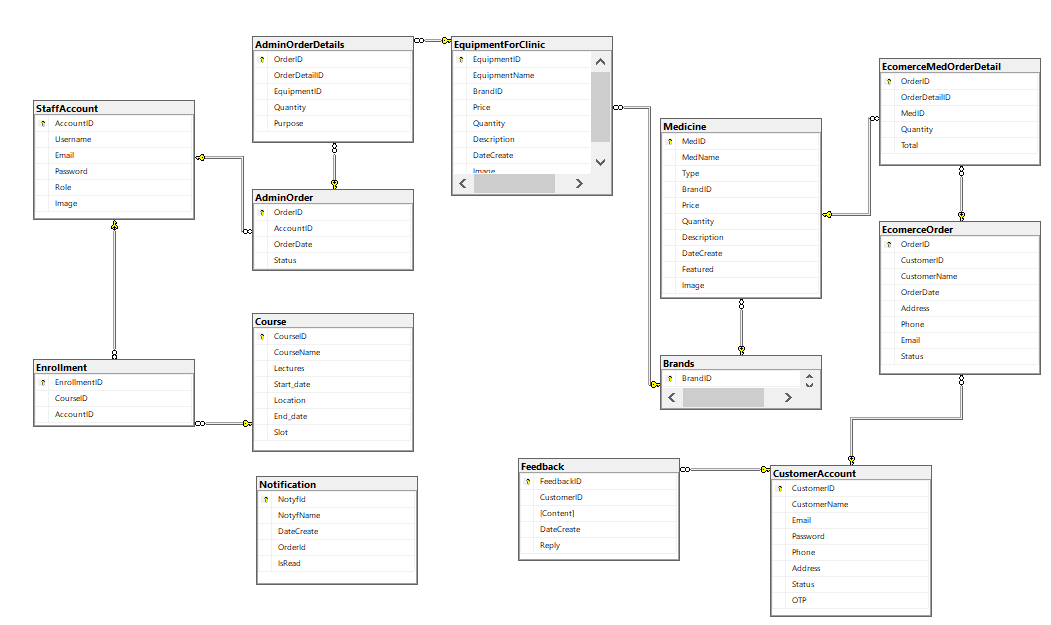 AdminOrderDetails
OrderID
OrderDetailID
EquipmentID
Quantity
Purpose
EquipmentForClinic
EquipmentID
EquipmentName
BrandID
Price
Quantity
Description
DateCreate
Image
EcomerceMedOrderDetail
OrderID
OrderDetailID
MedID
Quantity
Total
StaffAccount
AccountID
Username
Email
Password
Role
Image
Medicine
MedID
MedName
Type
BrandID
Price
Quantity
Description
DateCreate
Featured
Image
AdminOrder
OrderID
AccountID
OrderDate
Status
EcomerceOrder
OrderID
CustomerID
CustomerName
OrderDate
Address
Phone
Email
Status
Course
CourseID
CourseName
Lectures
Start_date
Location
End_date
Slot
Enrollment
EnrollmentID
CourseID
AccountID
Brands
BrandID
Notification
NotyfId
NotyfName
DateCreate
OrderId
IsRead
Feedback
FeedbackID
CustomerID
[Content]
DateCreate
Reply
CustomerAccount
CustomerID
CustomerName
Email
Password
Phone
Address
Status
OTP